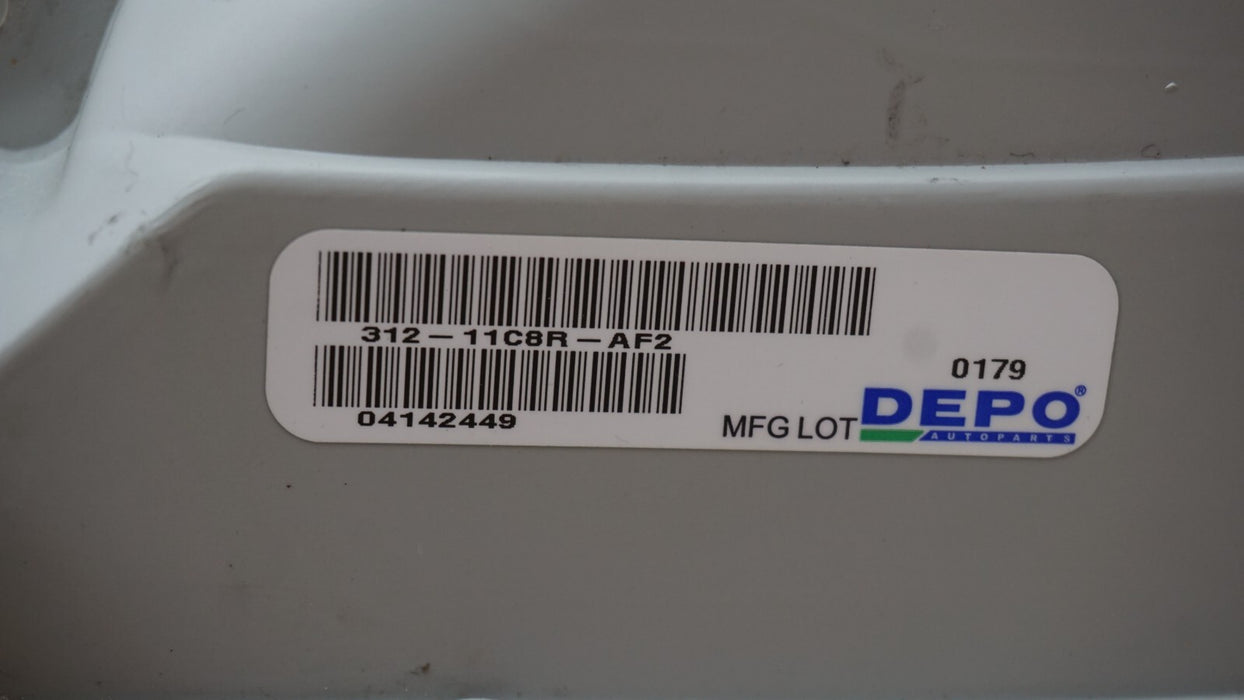 312-11C8R-AF2
04142449
0179
MFG LOT
DEPO®
AUTOPARTS